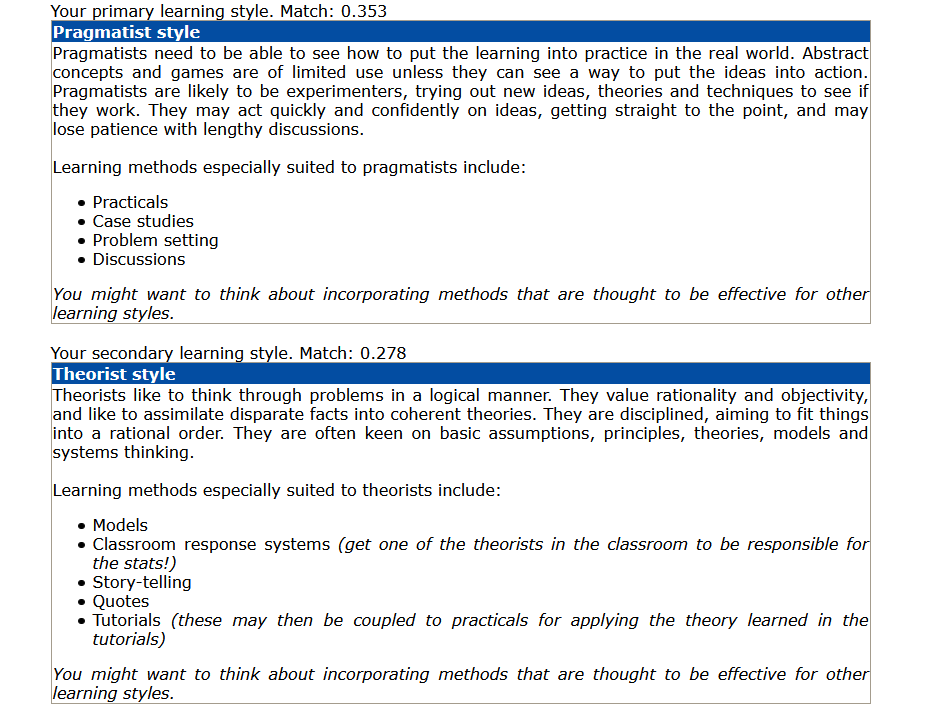 Your primary learning style. Match: 0.353
Pragmatist style
Pragmatists need to be able to see how to put the learning into practice in the real world. Abstract
concepts and games are of limited use unless they can see a way to put the ideas into action.
Pragmatists are likely to be experimenters, trying out new ideas, theories and techniques to see if
they work. They may act quickly and confidently on ideas, getting straight to the point, and may
lose patience with lengthy discussions.
Learning methods especially suited to pragmatists include:
• Practicals
• Case studies
• Problem setting
• Discussions
You might want to think about incorporating methods that are thought to be effective for other
learning styles.
Your secondary learning style. Match: 0.278
Theorist style
Theorists like to think through problems in a logical manner. They value rationality and objectivity,
and like to assimilate disparate facts into coherent theories. They are disciplined, aiming to fit things
into a rational order. They are often keen on basic assumptions, principles, theories, models and
systems thinking.
Learning methods especially suited to theorists include:
• Models
• Classroom response systems (get one of the theorists in the classroom to be responsible for
the stats!)
• Story-telling
• Quotes
• Tutorials (these may then be coupled to practicals for applying the theory learned in the
tutorials)
You might want to think about incorporating methods that are thought to be effective for other
learning styles.